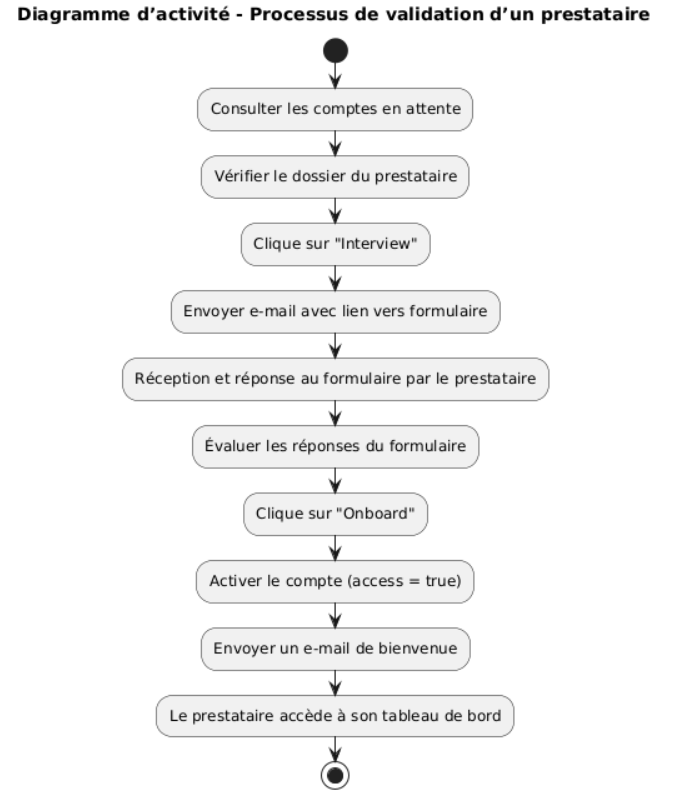 Diagramme d’activité - Processus de validation d’un prestataire
Consulter les comptes en attente
Vérifier le dossier du prestataire
Clique sur "Interview"
Envoyer e-mail avec lien vers formulaire
Réception et réponse au formulaire par le prestataire
Évaluer les réponses du formulaire
Clique sur "Onboard"
Activer le compte (access = true)
Envoyer un e-mail de bienvenue
Le prestataire accède à son tableau de bord